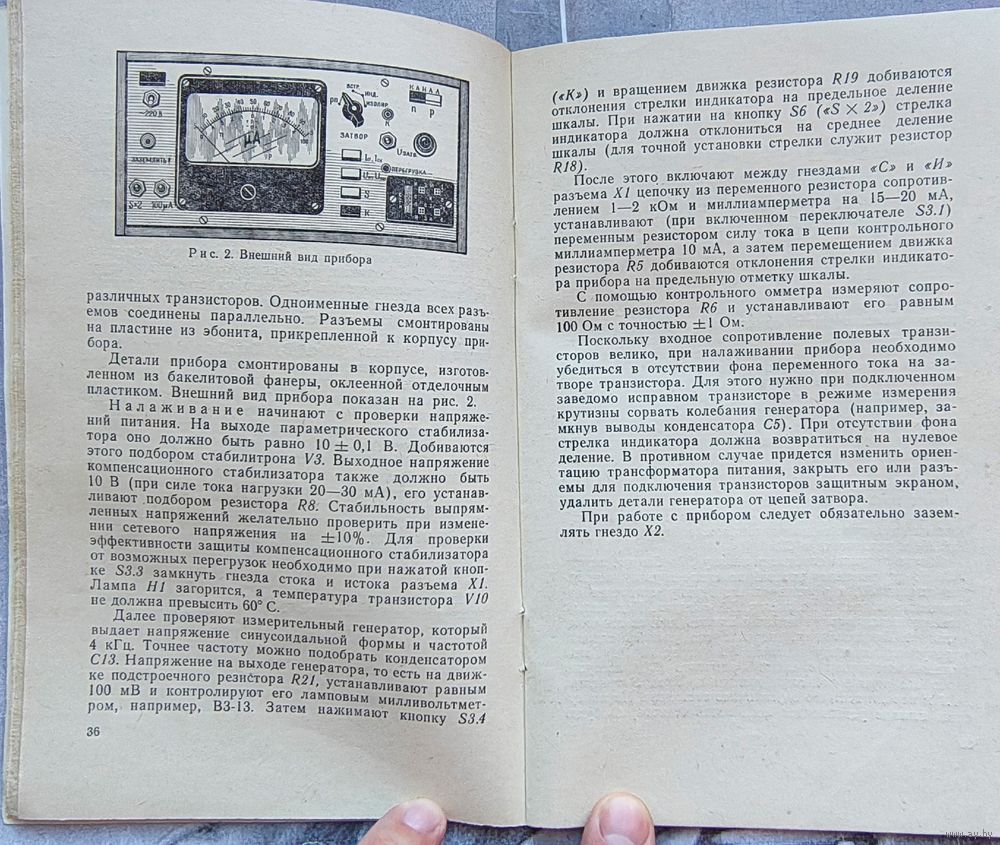 ~220В
ЗАЗЕМЛИТЬ!
S×2 100μA
μA
ВСТР.
ИНД.
ИЗОЛИР.
К
ЗАТВОР
КАНАЛ
n p
Uзатв.
ПЕРЕГРУЗКА
S
К
Рис. 2. Внешний вид прибора
различных транзисторов. Одноименные гнезда всех разъ-
емов соединены параллельно. Разъемы смонтированы
на пластине из эбонита, прикрепленной к корпусу при-
бора.
Детали прибора смонтированы в корпусе, изготов-
ленном из бакелитовой фанеры, оклеенной отделочным
пластиком. Внешний вид прибора показан на рис. 2.
Налаживание начинают с проверки напряже-
ний питания. На выходе параметрического стабилиза-
тора оно должно быть равно 10±0,1 В. Добиваются
этого подбором стабилитрона V3. Выходное напряжение
компенсационного стабилизатора также должно быть
10 В (при силе тока нагрузки 20—30 мА), его устанав-
ливают подбором резистора R8. Стабильность выпрям-
ленных напряжений желательно проверить при измене-
нии сетевого напряжения на ±10%. Для проверки
эффективности защиты компенсационного стабилизатора
от возможных перегрузок необходимо при нажатой кноп-
ке S3.3 замкнуть гнезда стока и истока разъема X1.
Лампа H1 загорится, а температура транзистора V10
не должна превысить 60° С.
Далее проверяют измерительный генератор, который
выдает напряжение синусоидальной формы и частотой
4 кГц. Точнее частоту можно подобрать конденсатором
C13. Напряжение на выходе генератора, то есть на движ-
ке подстроечного резистора R21, устанавливают равным
100 мВ и контролируют его ламповым милливольтмет-
ром, например, В3-13. Затем нажимают кнопку S3.4
36
(«К») и вращением движка резистора R19 добиваются
отклонения стрелки индикатора на предельное деление
шкалы. При нажатии на кнопку S6 («S×2») стрелка
индикатора должна отклониться на среднее деление
шкалы (для точной установки стрелки служит резистор
R18).
После этого включают между гнездами «С» и «И»
разъема X1 цепочку из переменного резистора сопротив-
лением 1—2 кОм и миллиамперметра на 15—20 мА,
устанавливают (при включенном переключателе S3.1)
переменным резистором силу тока в цепи контрольного
миллиамперметра 10 мА, а затем перемещением движка
резистора R5 добиваются отклонения стрелки индикато-
ра прибора на предельную отметку шкалы.
С помощью контрольного омметра измеряют сопро-
тивление резистора R6 и устанавливают его равным
100 Ом с точностью ±1 Ом.
Поскольку входное сопротивление полевых транзи-
сторов велико, при налаживании прибора необходимо
убедиться в отсутствии фона переменного тока на за-
творе транзистора. Для этого нужно при подключенном
заведомо исправном транзисторе в режиме измерения
крутизны сорвать колебания генератора (например, за-
мкнув выводы конденсатора C5). При отсутствии фона
стрелка индикатора должна возвратиться на нулевое
деление. В противном случае придется изменить ориен-
тацию трансформатора питания, закрыть его или разъ-
емы для подключения транзисторов защитным экраном,
удалить детали генератора от цепей затвора.
При работе с прибором следует обязательно зазем-
лять гнездо X2.
www.ay.by